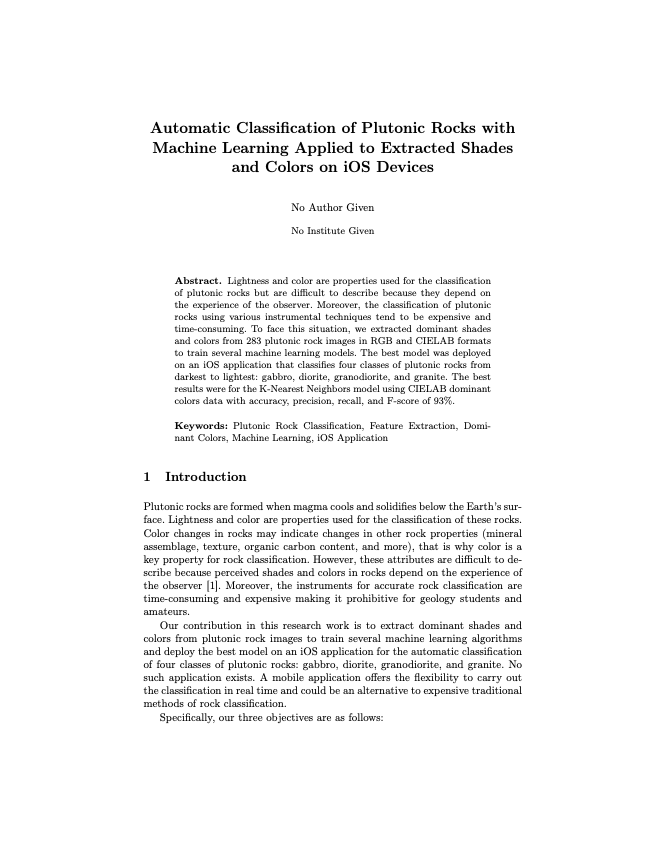 Automatic Classification of Plutonic Rocks with
Machine Learning Applied to Extracted Shades
and Colors on iOS Devices
No Author Given
No Institute Given
Abstract. Lightness and color are properties used for the classification
of plutonic rocks but are difficult to describe because they depend on
the experience of the observer. Moreover, the classification of plutonic
rocks using various instrumental techniques tend to be expensive and
time-consuming. To face this situation, we extracted dominant shades
and colors from 283 plutonic rock images in RGB and CIELAB formats
to train several machine learning models. The best model was deployed
on an iOS application that classifies four classes of plutonic rocks from
darkest to lightest: gabbro, diorite, granodiorite, and granite. The best
results were for the K-Nearest Neighbors model using CIELAB dominant
colors data with accuracy, precision, recall, and F-score of 93%.
Keywords: Plutonic Rock Classification, Feature Extraction, Domi-
nant Colors, Machine Learning, iOS Application
1 Introduction
Plutonic rocks are formed when magma cools and solidifies below the Earth's sur-
face. Lightness and color are properties used for the classification of these rocks.
Color changes in rocks may indicate changes in other rock properties (mineral
assemblage, texture, organic carbon content, and more), that is why color is a
key property for rock classification. However, these attributes are difficult to de-
scribe because perceived shades and colors in rocks depend on the experience of
the observer [1]. Moreover, the instruments for accurate rock classification are
time-consuming and expensive making it prohibitive for geology students and
amateurs.
Our contribution in this research work is to extract dominant shades and
colors from plutonic rock images to train several machine learning algorithms
and deploy the best model on an iOS application for the automatic classification
of four classes of plutonic rocks: gabbro, diorite, granodiorite, and granite. No
such application exists. A mobile application offers the flexibility to carry out
the classification in real time and could be an alternative to expensive traditional
methods of rock classification.
Specifically, our three objectives are as follows: